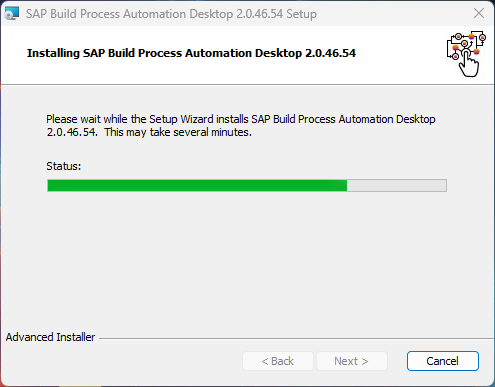 SAP Build Process Automation Desktop 2.0.46.54 Setup
Installing SAP Build Process Automation Desktop 2.0.46.54
Please wait while the Setup Wizard installs SAP Build Process Automation Desktop
2.0.46.54.  This may take several minutes.
Status:
Advanced Installer
< Back
Next >
Cancel